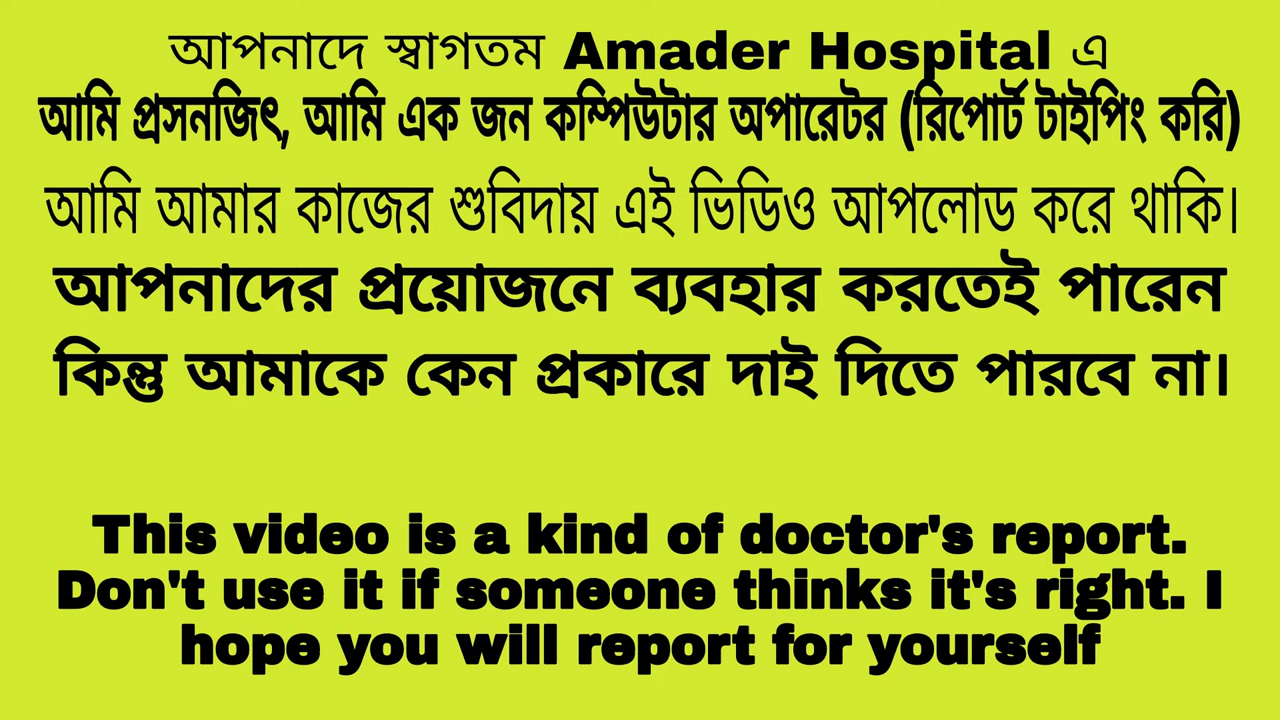 আপনাদে স্বাগতম Amader Hospital এ
আমি প্রসনজিৎ, আমি এক জন কম্পিউটার অপারেটর (রিপোর্ট টাইপিং করি)
আমি আমার কাজের শুবিদায় এই ভিডিও আপলোড করে থাকি।
আপনাদের প্রয়োজনে ব্যবহার করতেই পারেন
কিন্তু আমাকে কেন প্রকারে দাই দিতে পারবে না।
This video is a kind of doctor's report.
Don't use it if someone thinks it's right. I
hope you will report for yourself